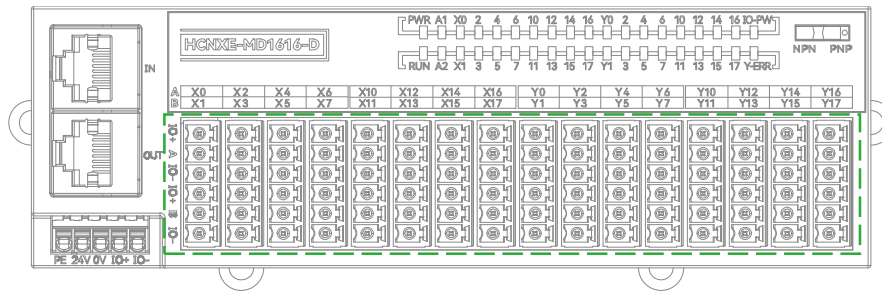 PWR A1 X0 2 4 6 10 12 14 16 Y0 2 4 6 10 12 14 16 IO-PW
HCNXE-MD1616-D
NPN PNP
IN
RUN A2 X1 3 5 7 11 13 15 17 Y1 3 5 7 11 13 15 17 Y-ERR
A X0 X2 X4 X6 X10 X12 X14 X16 Y0 Y2 Y4 Y6 Y10 Y12 Y14 Y16
B X1 X3 X5 X7 X11 X13 X15 X17 Y1 Y3 Y5 Y7 Y11 Y13 Y15 Y17
OUT
IO+
A
IO-
IO+
B
IO-
PE 24V 0V IO+ IO-